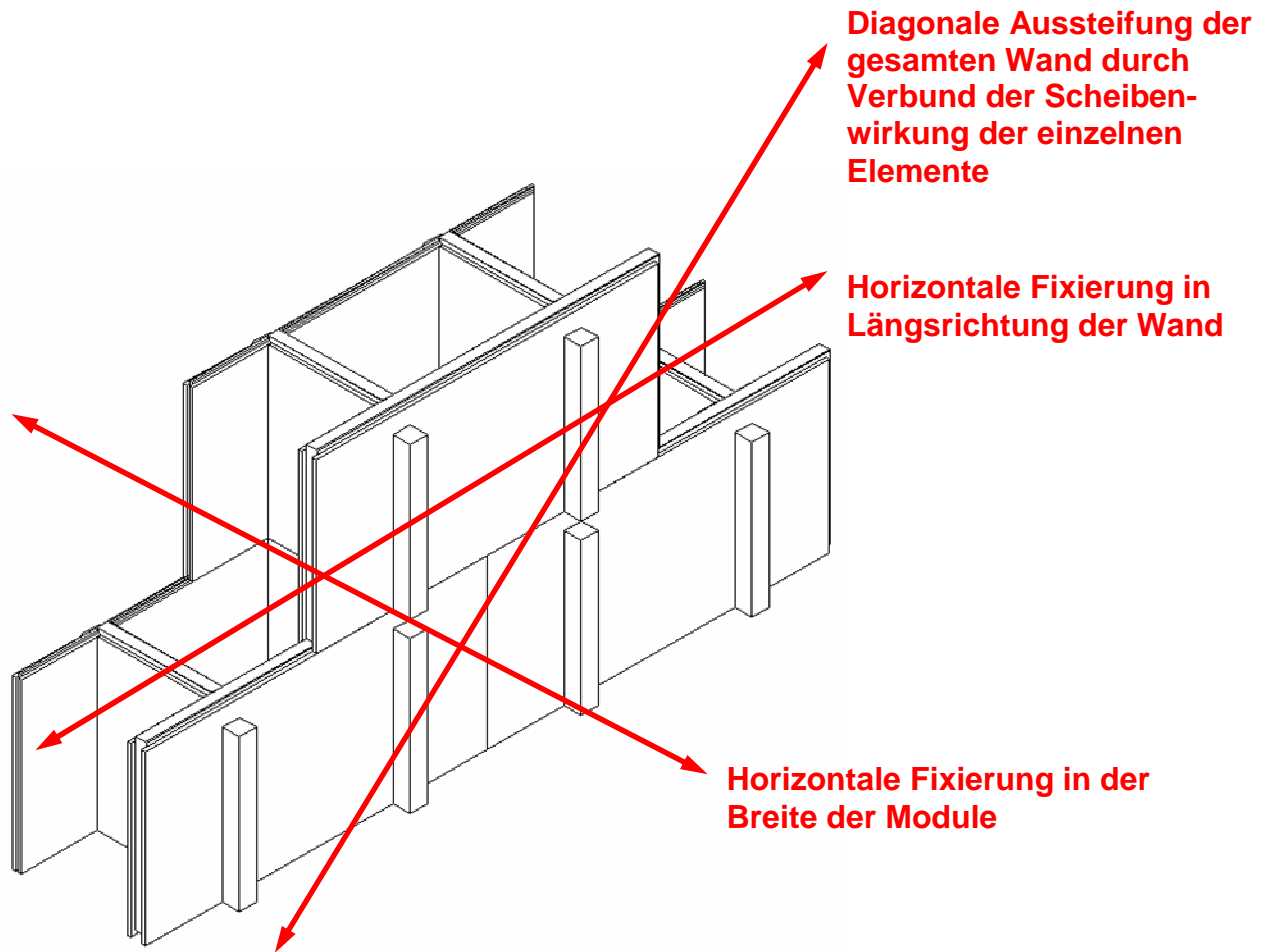 Diagonale Aussteifung der
gesamten Wand durch
Verbund der Scheiben-
wirkung der einzelnen
Elemente
Horizontale Fixierung in
Längsrichtung der Wand
Horizontale Fixierung in der
Breite der Module